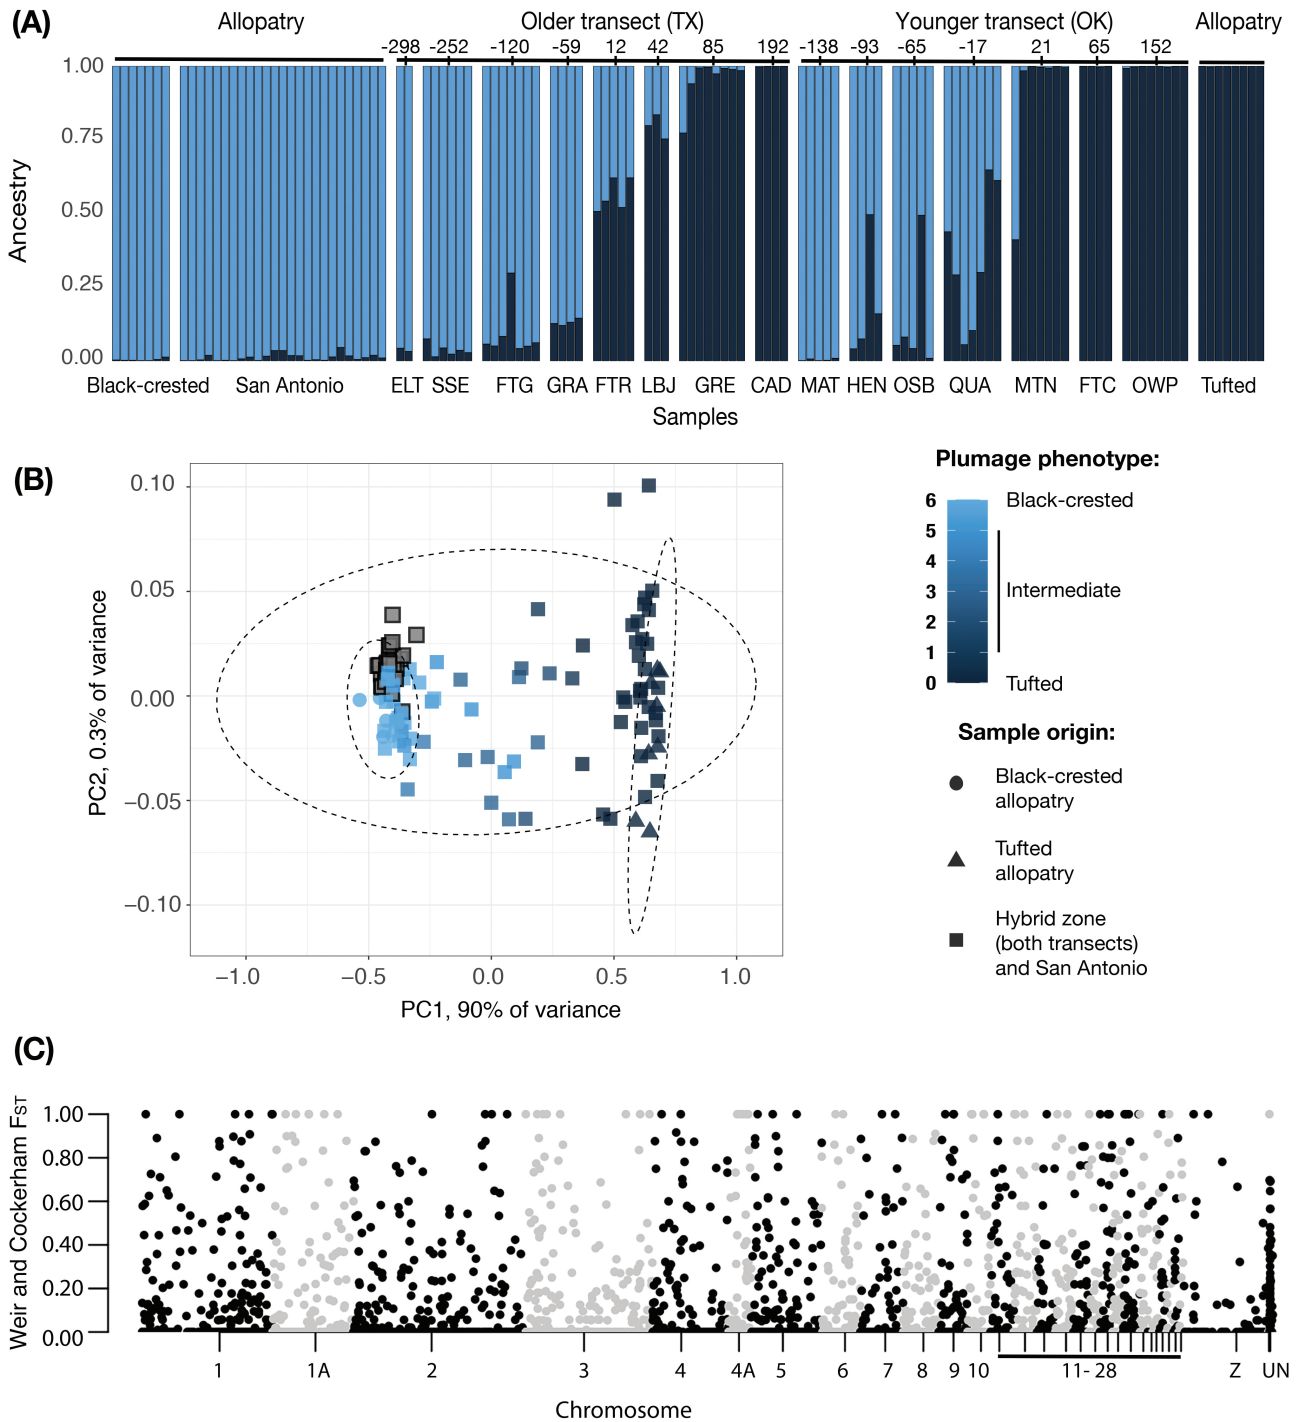 (A)
Allopatry
Older transect (TX)
Younger transect (OK)
Allopatry
-298 -252 -120 -59 12 42 85 192 -138 -93 -65 -17 21 65 152
1.00
0.75
0.50
0.25
0.00
Ancestry
Black-crested San Antonio ELT SSE FTG GRA FTR LBJ GRE CAD MAT HEN OSB QUA MTN FTC OWP Tufted
Samples
(B)
0.10
0.05
0.00
−0.05
−0.10
PC2, 0.3% of variance
−1.0 −0.5 0.0 0.5 1.0
PC1, 90% of variance
Plumage phenotype:
6 Black-crested
5
4
3 Intermediate
2
1
0 Tufted
Sample origin:
Black-crested
allopatry
Tufted
allopatry
Hybrid zone
(both transects)
and San Antonio
(C)
1.00
0.80
0.60
0.40
0.20
0.00
Weir and Cockerham FST
1 1A 2 3 4 4A 5 6 7 8 9 10 11- 28 Z UN
Chromosome